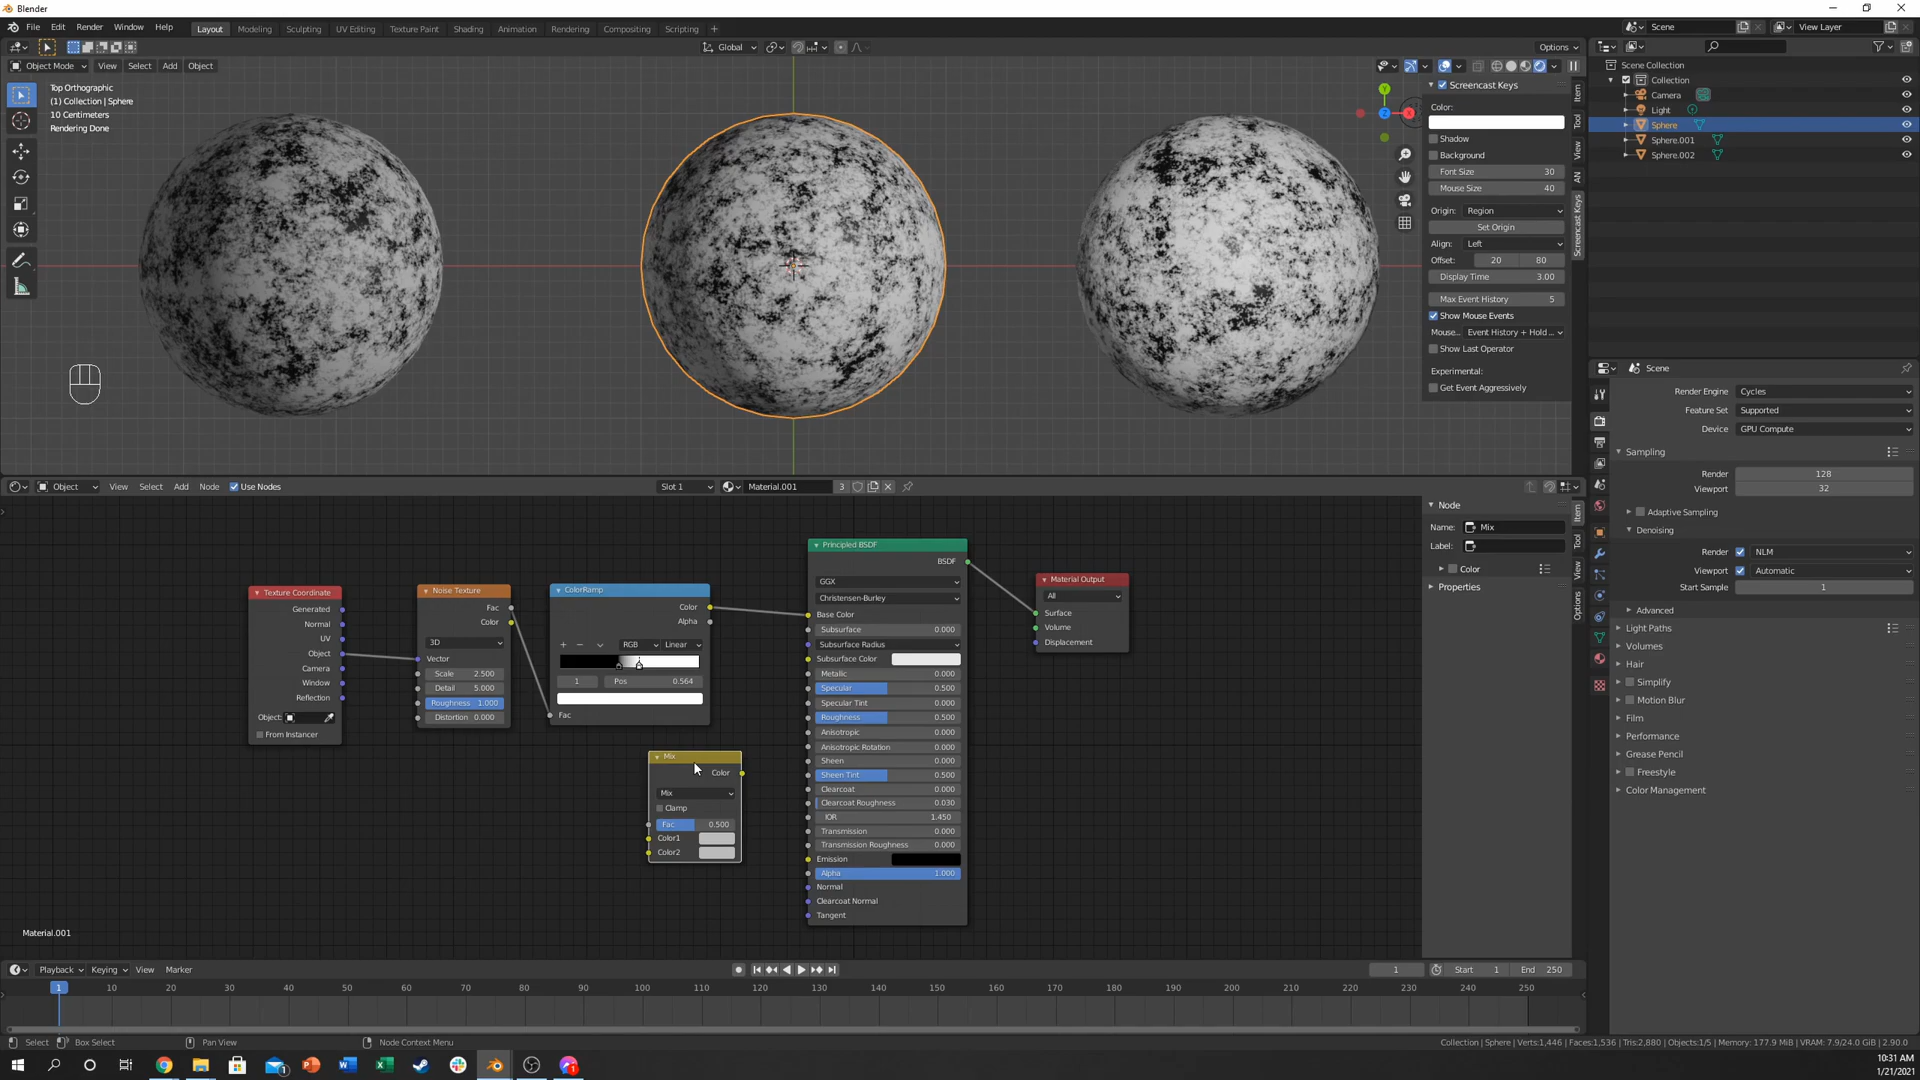 Blender
File Edit Render Window Help
Layout Modeling Sculpting UV Editing Texture Paint Shading Animation Rendering Compositing Scripting +
Scene
View Layer
Global
Options
Object Mode View Select Add Object
Top Orthographic
(1) Collection | Sphere
10 Centimeters
Rendering Done
Y
Z
X
Screencast Keys
Color:
Shadow
Background
Font Size 30
Mouse Size 40
Origin: Region
Set Origin
Align: Left
Offset: 20 80
Display Time 3.00
Max Event History 5
Show Mouse Events
Mouse... Event History + Hold ...
Show Last Operator
Experimental:
Get Event Aggressively
Item
Tool
View
AN
Screencast Keys
Scene Collection
Collection
Camera
Light
Sphere
Sphere.001
Sphere.002
Scene
Render Engine Cycles
Feature Set Supported
Device GPU Compute
Sampling
Render 128
Viewport 32
Adaptive Sampling
Denoising
Render NLM
Viewport Automatic
Start Sample 1
Advanced
Light Paths
Volumes
Hair
Simplify
Motion Blur
Film
Performance
Grease Pencil
Freestyle
Color Management
Object View Select Add Node Use Nodes
Slot 1
Material.001 3
Texture Coordinate
Generated
Normal
UV
Object
Camera
Window
Reflection
Object:
From Instancer
Noise Texture
Fac
Color
3D
Vector
Scale 2.500
Detail 5.000
Roughness 1.000
Distortion 0.000
ColorRamp
Color
Alpha
+ − RGB Linear
1 Pos 0.564
Fac
Mix
Color
Mix
Clamp
Fac 0.500
Color1
Color2
Principled BSDF
BSDF
GGX
Christensen-Burley
Base Color
Subsurface 0.000
Subsurface Radius
Subsurface Color
Metallic 0.000
Specular 0.500
Specular Tint 0.000
Roughness 0.500
Anisotropic 0.000
Anisotropic Rotation 0.000
Sheen 0.000
Sheen Tint 0.500
Clearcoat 0.000
Clearcoat Roughness 0.030
IOR 1.450
Transmission 0.000
Transmission Roughness 0.000
Emission
Alpha 1.000
Normal
Clearcoat Normal
Tangent
Material Output
All
Surface
Volume
Displacement
Node
Name: Mix
Label:
Color
Properties
Item
Tool
View
Options
Material.001
Playback Keying View Marker
1 Start 1 End 250
1 10 20 30 40 50 60 70 80 90 100 110 120 130 140 150 160 170 180 190 200 210 220 230 240 250
Select Box Select Pan View Node Context Menu
Collection | Sphere | Verts:1,446 | Faces:1,536 | Tris:2,880 | Objects:1/5 | Memory: 177.9 MiB | VRAM: 7.9/24.0 GiB | 2.90.0
10:31 AM
1/21/2021